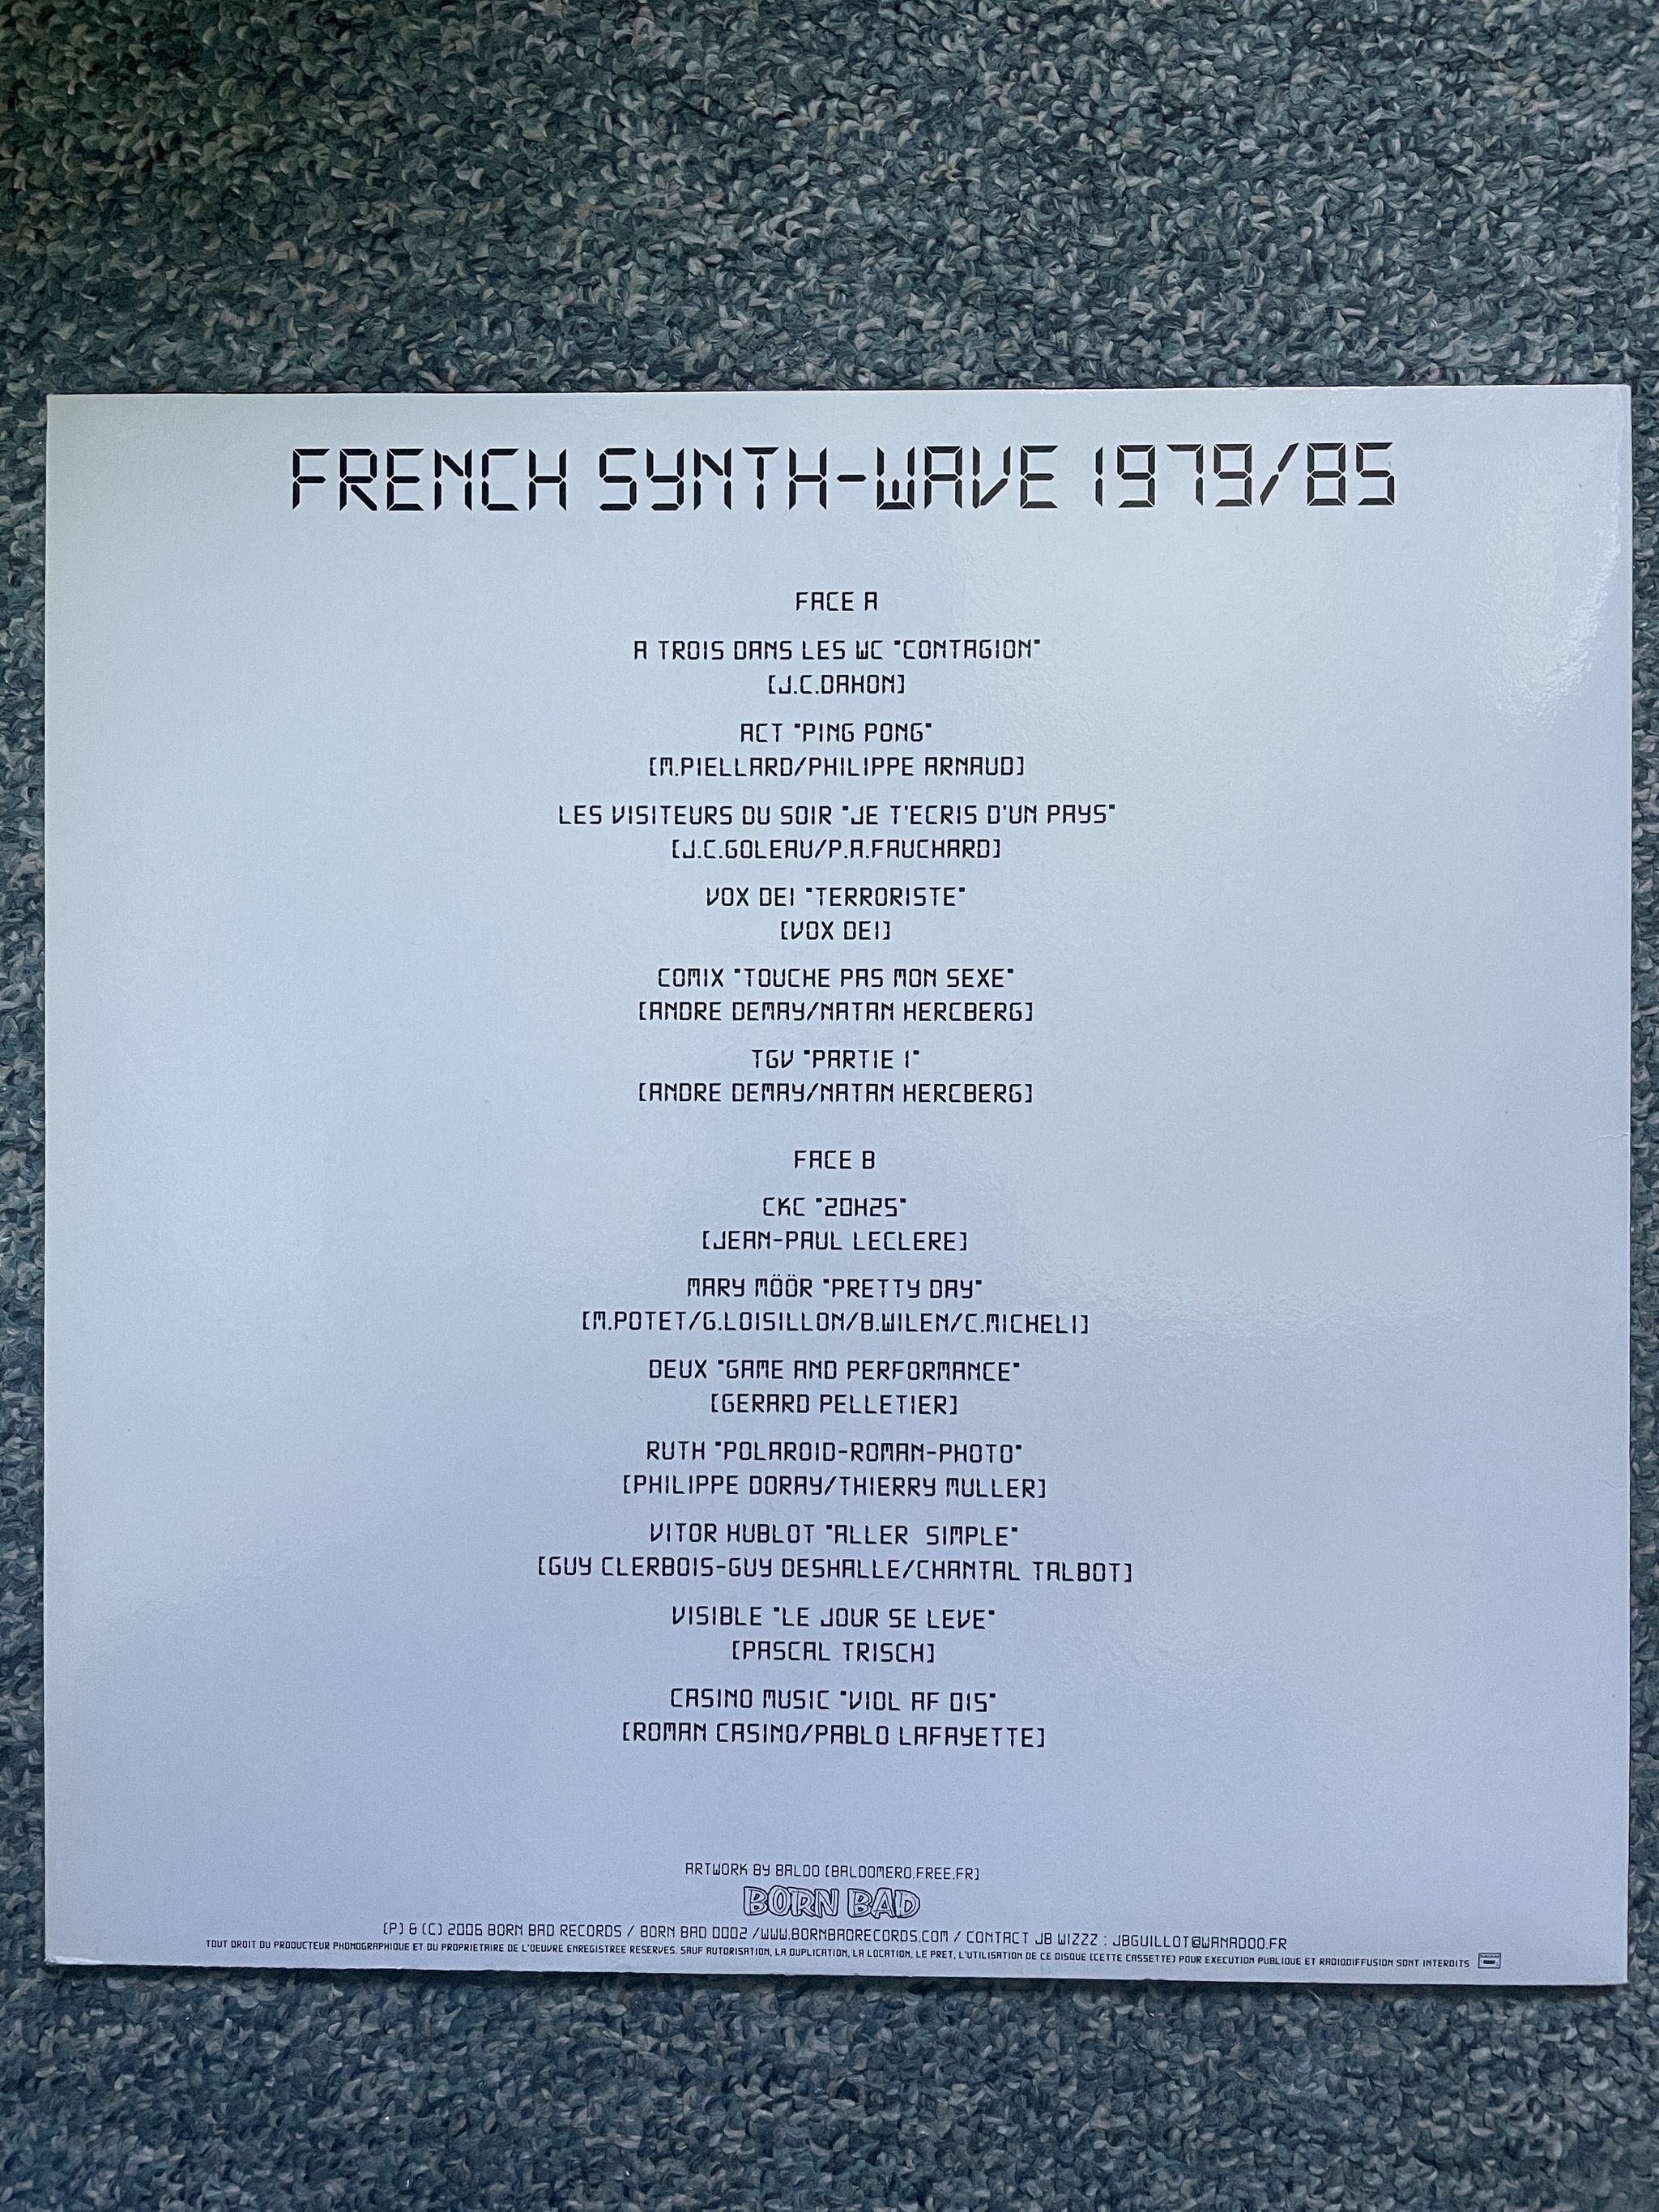 FRENCH SYNTH-WAVE 1979/85
FACE A
A TROIS DANS LES WC "CONTAGION"
[J.C.DAHON]
ACT "PING PONG"
[M.PIELLARD/PHILIPPE ARNAUD]
LES VISITEURS DU SOIR "JE T'ECRIS D'UN PAYS"
[J.C.GOLEAU/P.A.FAUCHARD]
VOX DEI "TERRORISTE"
[VOX DEI]
COMIX "TOUCHE PAS MON SEXE"
[ANDRE DEMAY/NATAN HERCBERG]
TGV "PARTIE 1"
[ANDRE DEMAY/NATAN HERCBERG]
FACE B
CKC "20H25"
[JEAN-PAUL LECLERE]
MARY MÖÖR "PRETTY DAY"
[M.POTET/G.LOISILLON/B.WILEN/C.MICHELI]
DEUX "GAME AND PERFORMANCE"
[GERARD PELLETIER]
RUTH "POLAROID-ROMAN-PHOTO"
[PHILIPPE DORAY/THIERRY MULLER]
VITOR HUBLOT "ALLER SIMPLE"
[GUY CLERBOIS-GUY DESHALLE/CHANTAL TALBOT]
VISIBLE "LE JOUR SE LEVE"
[PASCAL TRISCH]
CASINO MUSIC "VIOL AF DIS"
[ROMAN CASINO/PABLO LAFAYETTE]
ARTWORK BY BALDO [BALDOMERO.FREE.FR]
BORN BAD
(P) & (C) 2006 BORN BAD RECORDS / BORN BAD 0002 /WWW.BORNBADRECORDS.COM / CONTACT JB WIZZZ : JBGUILLOT@WANADOO.FR
TOUT DROIT DU PRODUCTEUR PHONOGRAPHIQUE ET DU PROPRIETAIRE DE L'OEUVRE ENREGISTREE RESERVES. SAUF AUTORISATION, LA DUPLICATION, LA LOCATION, LE PRET, L'UTILISATION DE CE DISQUE (CETTE CASSETTE) POUR EXECUTION PUBLIQUE ET RADIODIFFUSION SONT INTERDITS